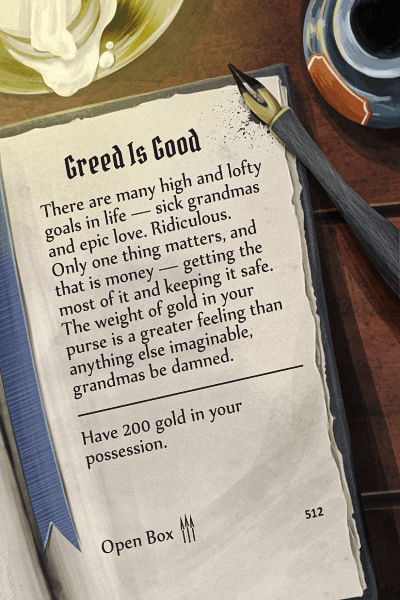 Greed Is Good
There are many high and lofty
goals in life — sick grandmas
and epic love. Ridiculous.
Only one thing matters, and
that is money — getting the
most of it and keeping it safe.
The weight of gold in your
purse is a greater feeling than
anything else imaginable,
grandmas be damned.
Have 200 gold in your
possession.
512
Open Box